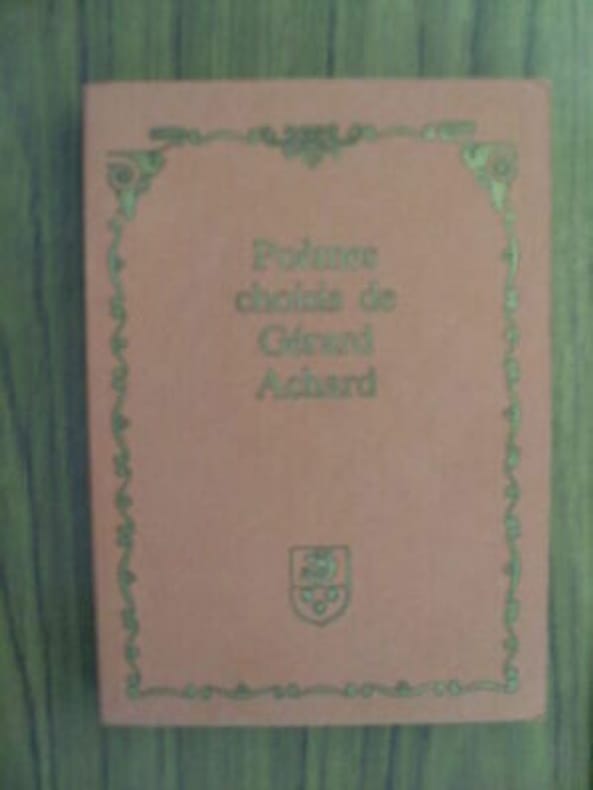 Poèmes
choisis de
Gérard
Achard